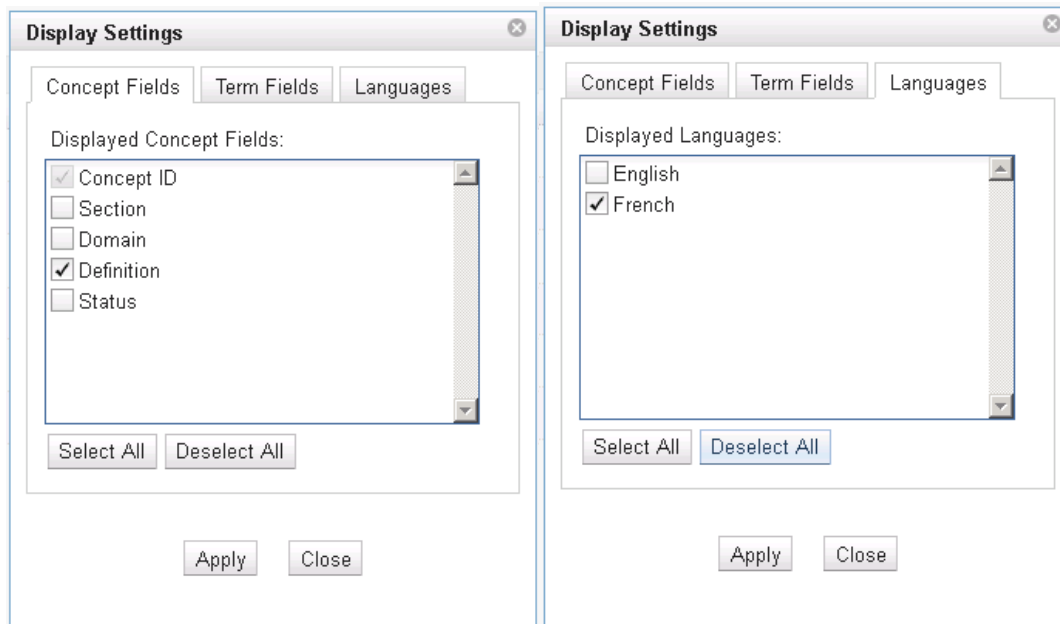 Display Settings
Concept Fields Term Fields Languages
Displayed Concept Fields:
Concept ID
Section
Domain
Definition
Status
Select All Deselect All
Apply Close
Display Settings
Concept Fields Term Fields Languages
Displayed Languages:
English
French
Select All Deselect All
Apply Close